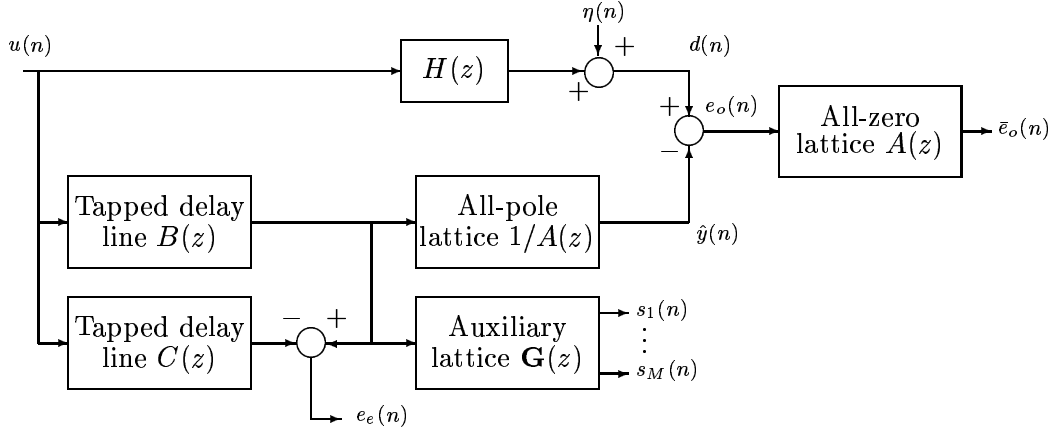 η(n)
u(n)
+
d(n)
H(z)
+
+
e_o(n)
All-zero
lattice A(z)
ē_o(n)
−
Tapped delay
line B(z)
All-pole
lattice 1/A(z)
ŷ(n)
Tapped delay
line C(z)
−
+
Auxiliary
lattice G(z)
s_1(n)
⋮
s_M(n)
e_e(n)